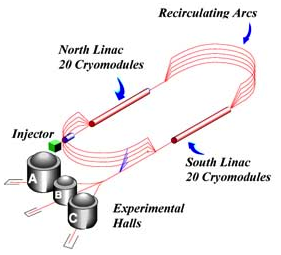 Recirculating Arcs
North Linac
20 Cryomodules
Injector
A
B
C
South Linac
20 Cryomodules
Experimental
Halls